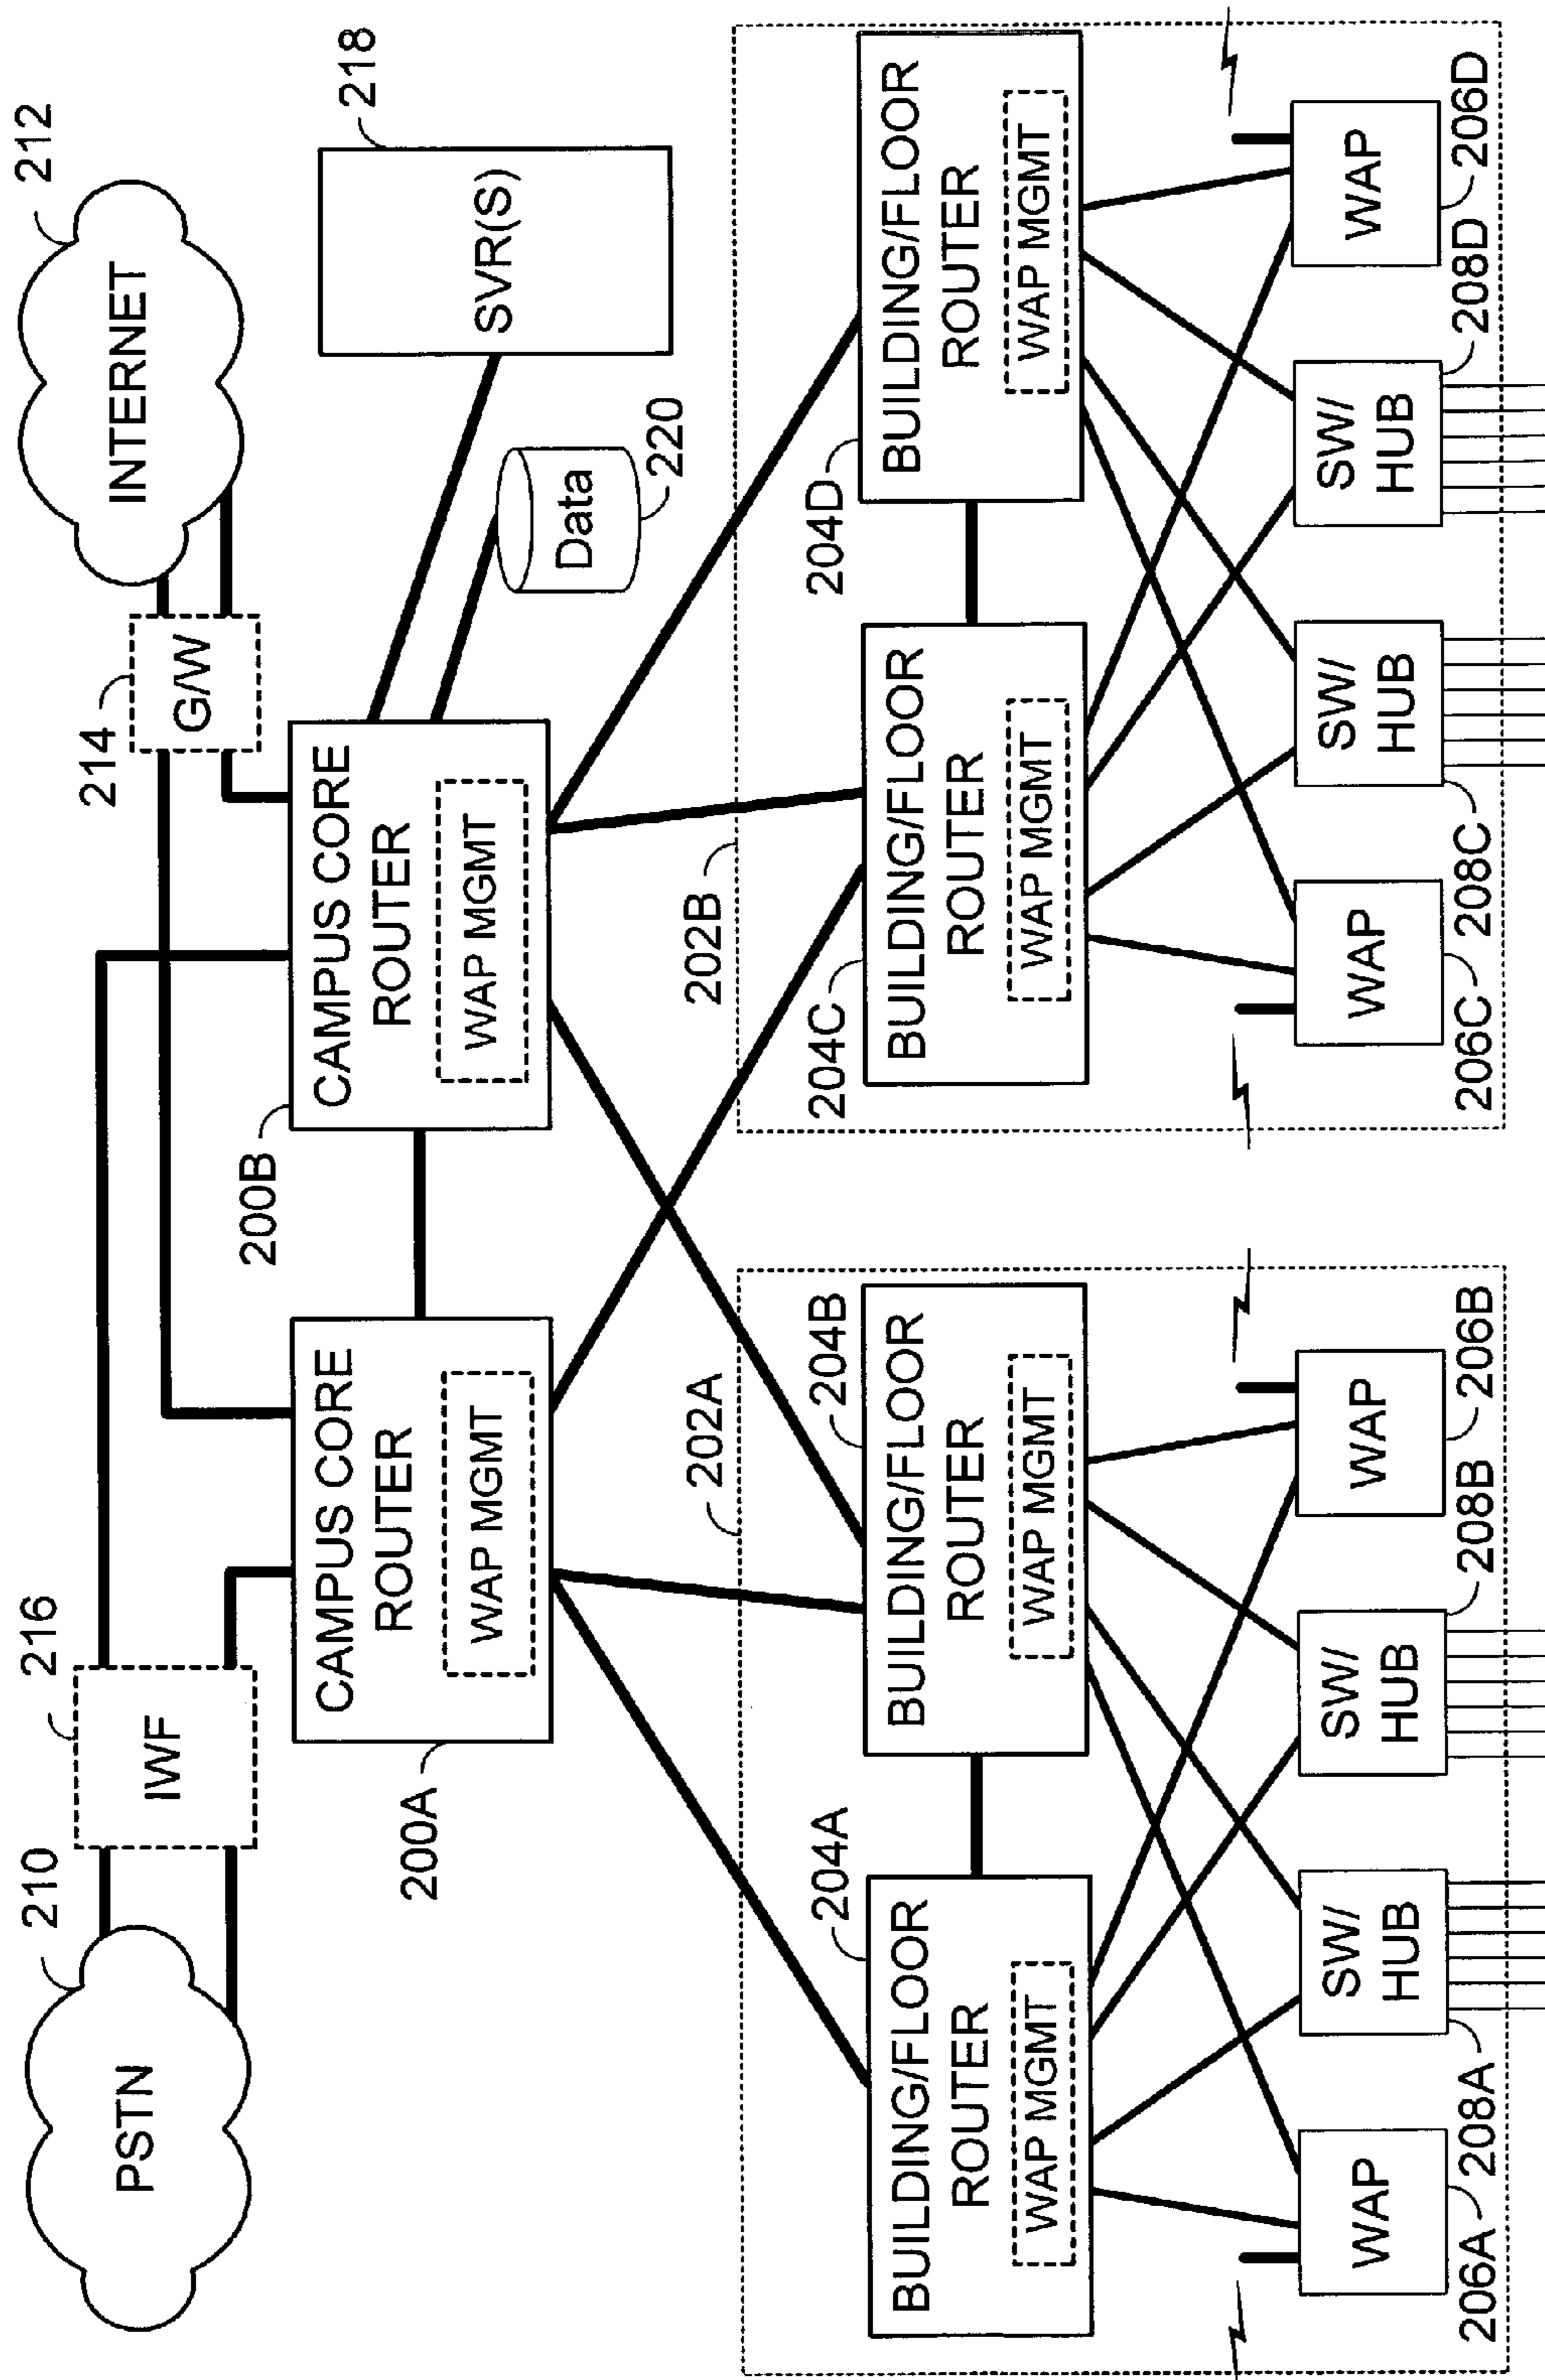 PSTN
210
IWF
216
INTERNET
212
G/W
214
CAMPUS CORE
ROUTER
WAP MGMT
200A
CAMPUS CORE
ROUTER
WAP MGMT
200B
SVR(S)
218
Data
220
202A
202B
BUILDING/FLOOR
ROUTER
WAP MGMT
204A
BUILDING/FLOOR
ROUTER
WAP MGMT
204B
BUILDING/FLOOR
ROUTER
WAP MGMT
204C
BUILDING/FLOOR
ROUTER
WAP MGMT
204D
WAP
206A
SW/
HUB
208A
SW/
HUB
208B
WAP
206B
WAP
206C
SW/
HUB
208C
SW/
HUB
208D
WAP
206D